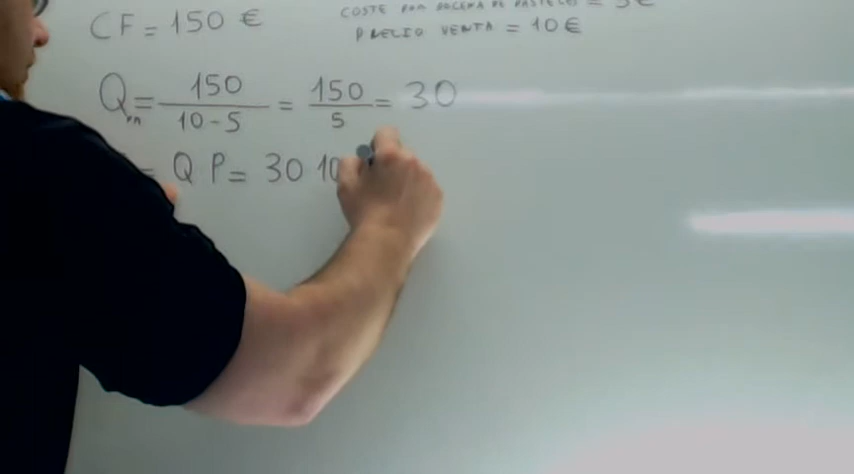 CF = 150 €
COSTE POR DOCENA DE PASTELES = 5€
PRECIO VENTA = 10€
Qₘ = 150 / 10-5 = 150 / 5 = 30
= Q P = 30 10